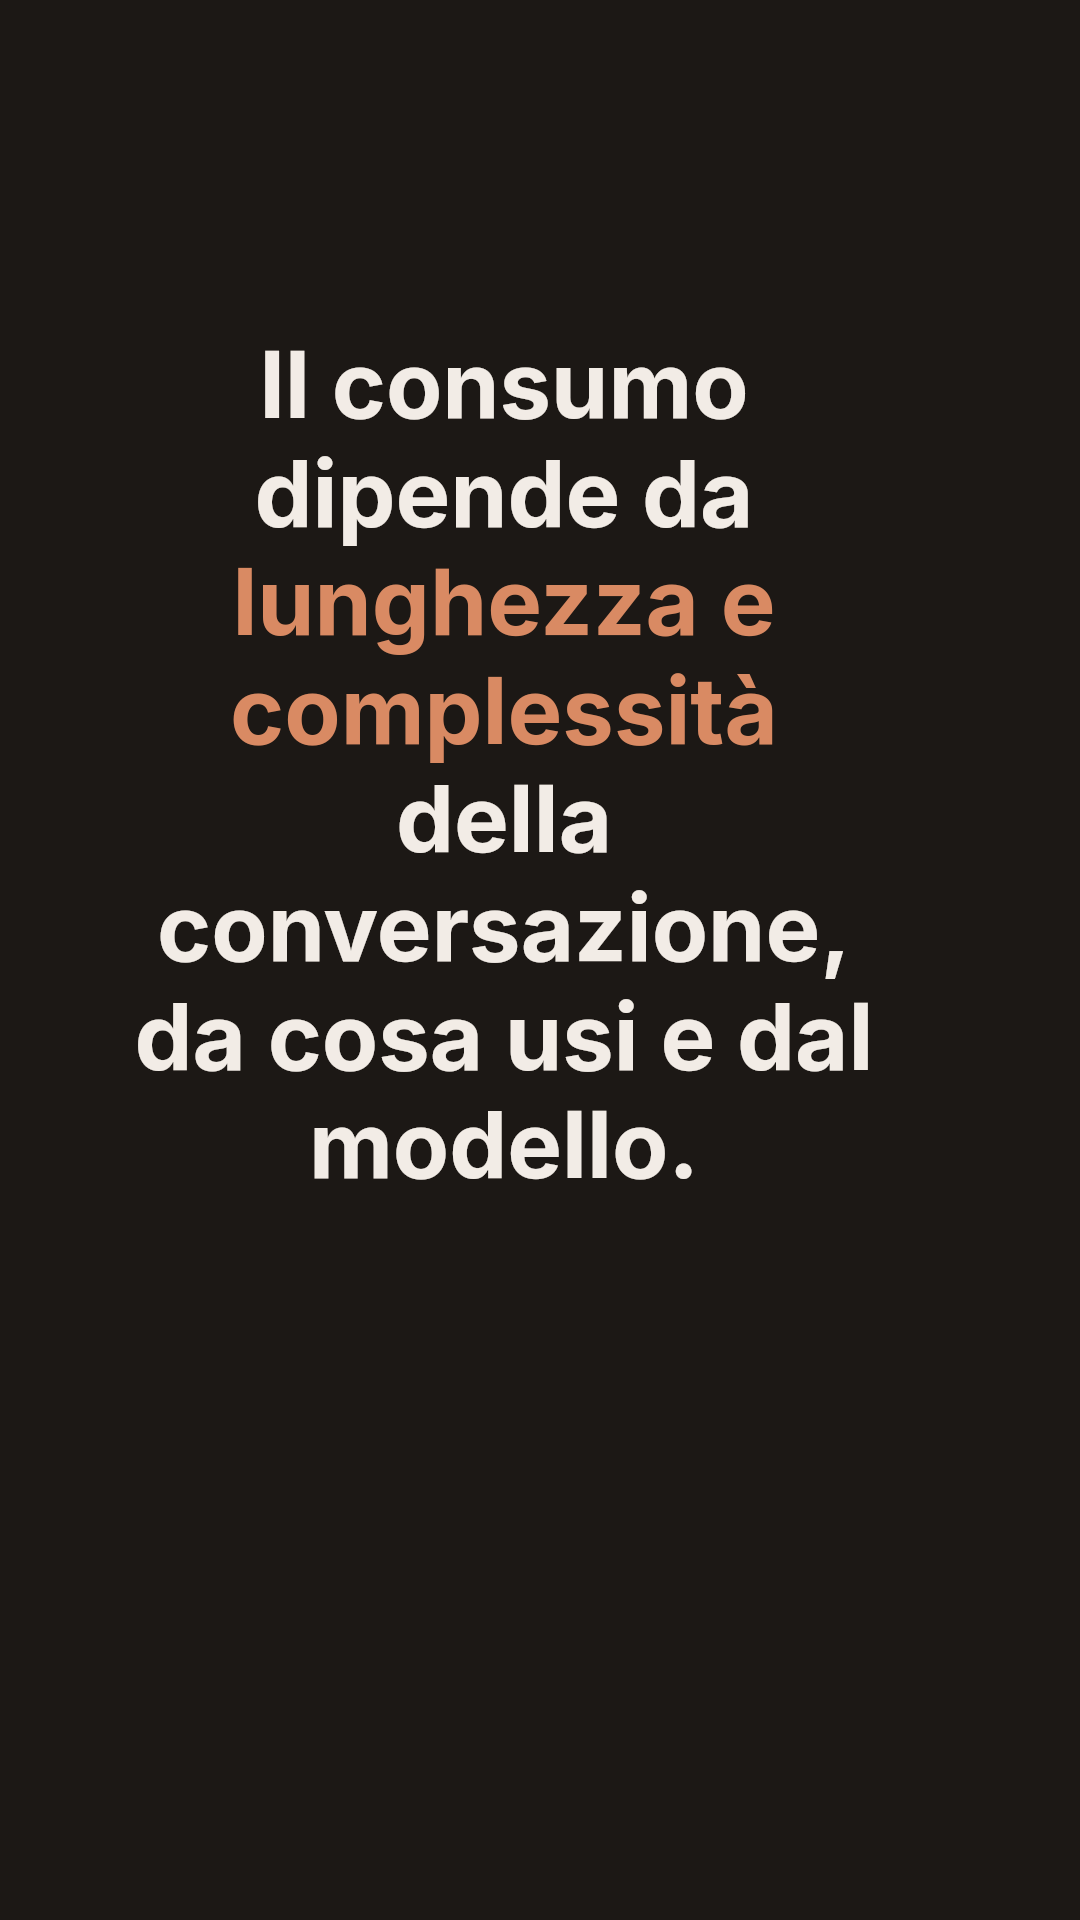 Il consumo
dipende da
lunghezza e
complessità
della
conversazione,
da cosa usi e dal
modello.